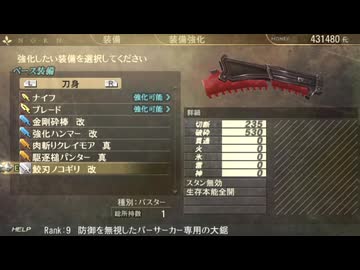 NORN
装備
装備強化
MONEY
431480 Fc
強化したい装備を選択してください
ベース装備
L 刀身 R
ナイフ 強化可能>
ブレード 強化可能>
金剛砕棒 改
強化ハンマー 改
肉斬りクレイモア 真
駆逐槌パンター 真
鮫刃ノコギリ 改
種別:バスター
総所持数 1
詳細
切断 235
破砕 530
貫通 0
火 0
氷 0
雷 0
神 0
スタン無効
生存本能全開
HELP
Rank:9 防御を無視したバーサーカー専用の大鋸